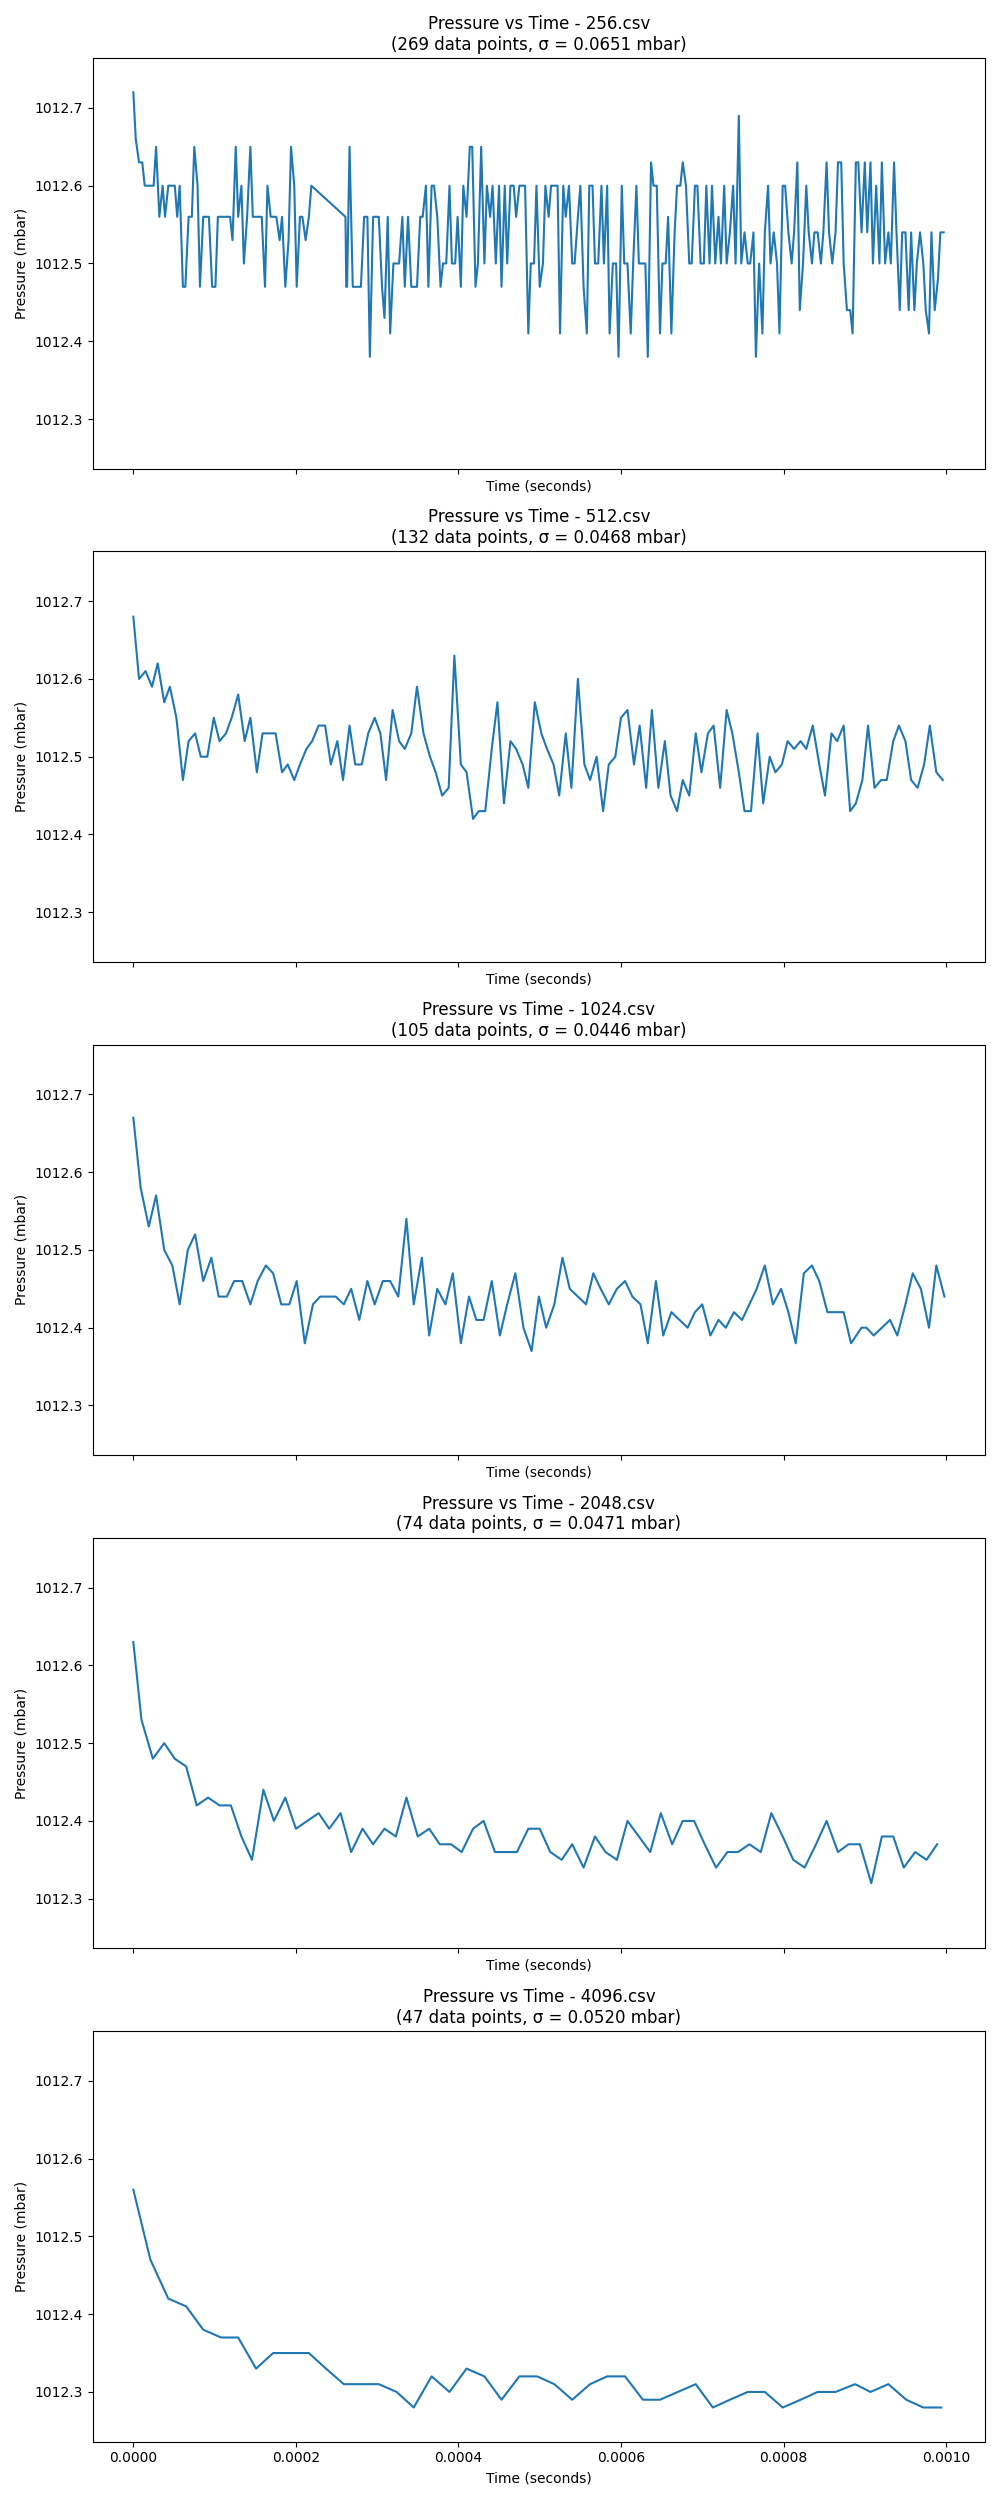 Pressure vs Time - 256.csv
(269 data points, σ = 0.0651 mbar)
1012.7
1012.6
1012.5
1012.4
1012.3
Pressure (mbar)
Time (seconds)
Pressure vs Time - 512.csv
(132 data points, σ = 0.0468 mbar)
1012.7
1012.6
1012.5
1012.4
1012.3
Pressure (mbar)
Time (seconds)
Pressure vs Time - 1024.csv
(105 data points, σ = 0.0446 mbar)
1012.7
1012.6
1012.5
1012.4
1012.3
Pressure (mbar)
Time (seconds)
Pressure vs Time - 2048.csv
(74 data points, σ = 0.0471 mbar)
1012.7
1012.6
1012.5
1012.4
1012.3
Pressure (mbar)
Time (seconds)
Pressure vs Time - 4096.csv
(47 data points, σ = 0.0520 mbar)
1012.7
1012.6
1012.5
1012.4
1012.3
Pressure (mbar)
0.0000 0.0002 0.0004 0.0006 0.0008 0.0010
Time (seconds)